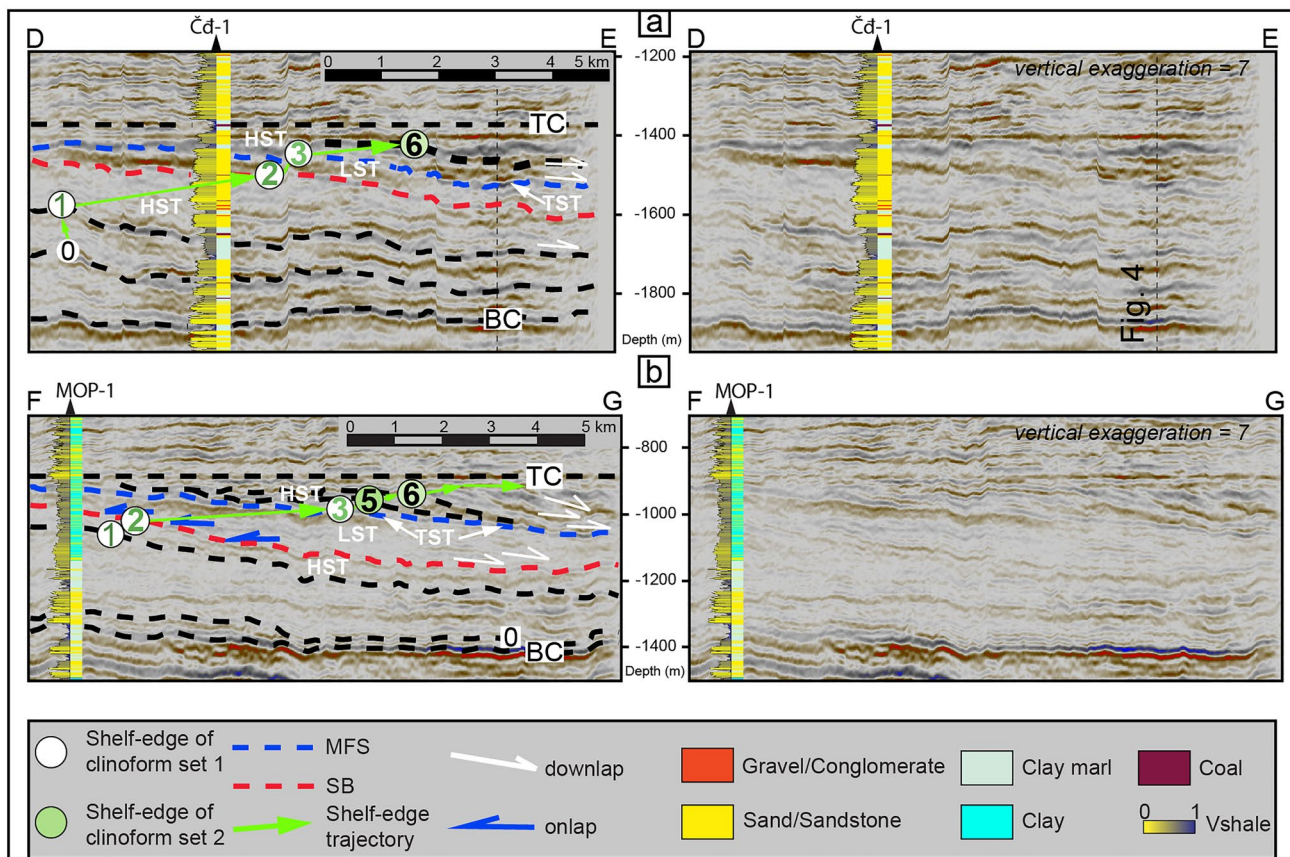 a
D
Čđ-1
E
0 1 2 3 4 5 km
TC
HST
3
6
LST
2
TST
1
HST
0
BC
-1200
-1400
-1600
-1800
Depth (m)
D
Čđ-1
E
vertical exaggeration = 7
Fig. 4
b
F
MOP-1
G
0 1 2 3 4 5 km
TC
HST
5
6
3
2
1
LST
TST
HST
0
BC
-800
-1000
-1200
-1400
Depth (m)
F
MOP-1
G
vertical exaggeration = 7
Shelf-edge of
clinoform set 1
Shelf-edge of
clinoform set 2
MFS
SB
Shelf-edge
trajectory
downlap
onlap
Gravel/Conglomerate
Sand/Sandstone
Clay marl
Clay
Coal
0 1
Vshale